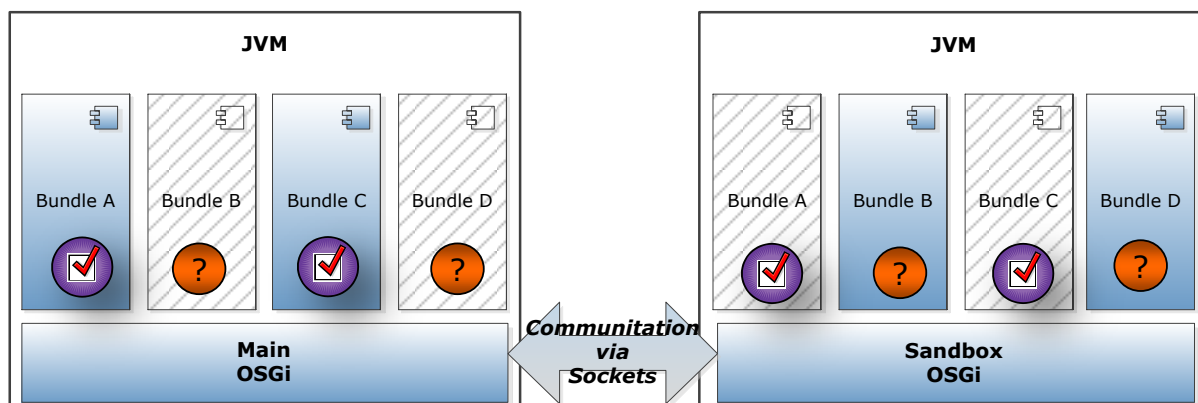 JVM
Bundle A
Bundle B
Bundle C
Bundle D
?
?
Main
OSGi
Communitation
via
Sockets
JVM
Bundle A
Bundle B
Bundle C
Bundle D
?
?
Sandbox
OSGi